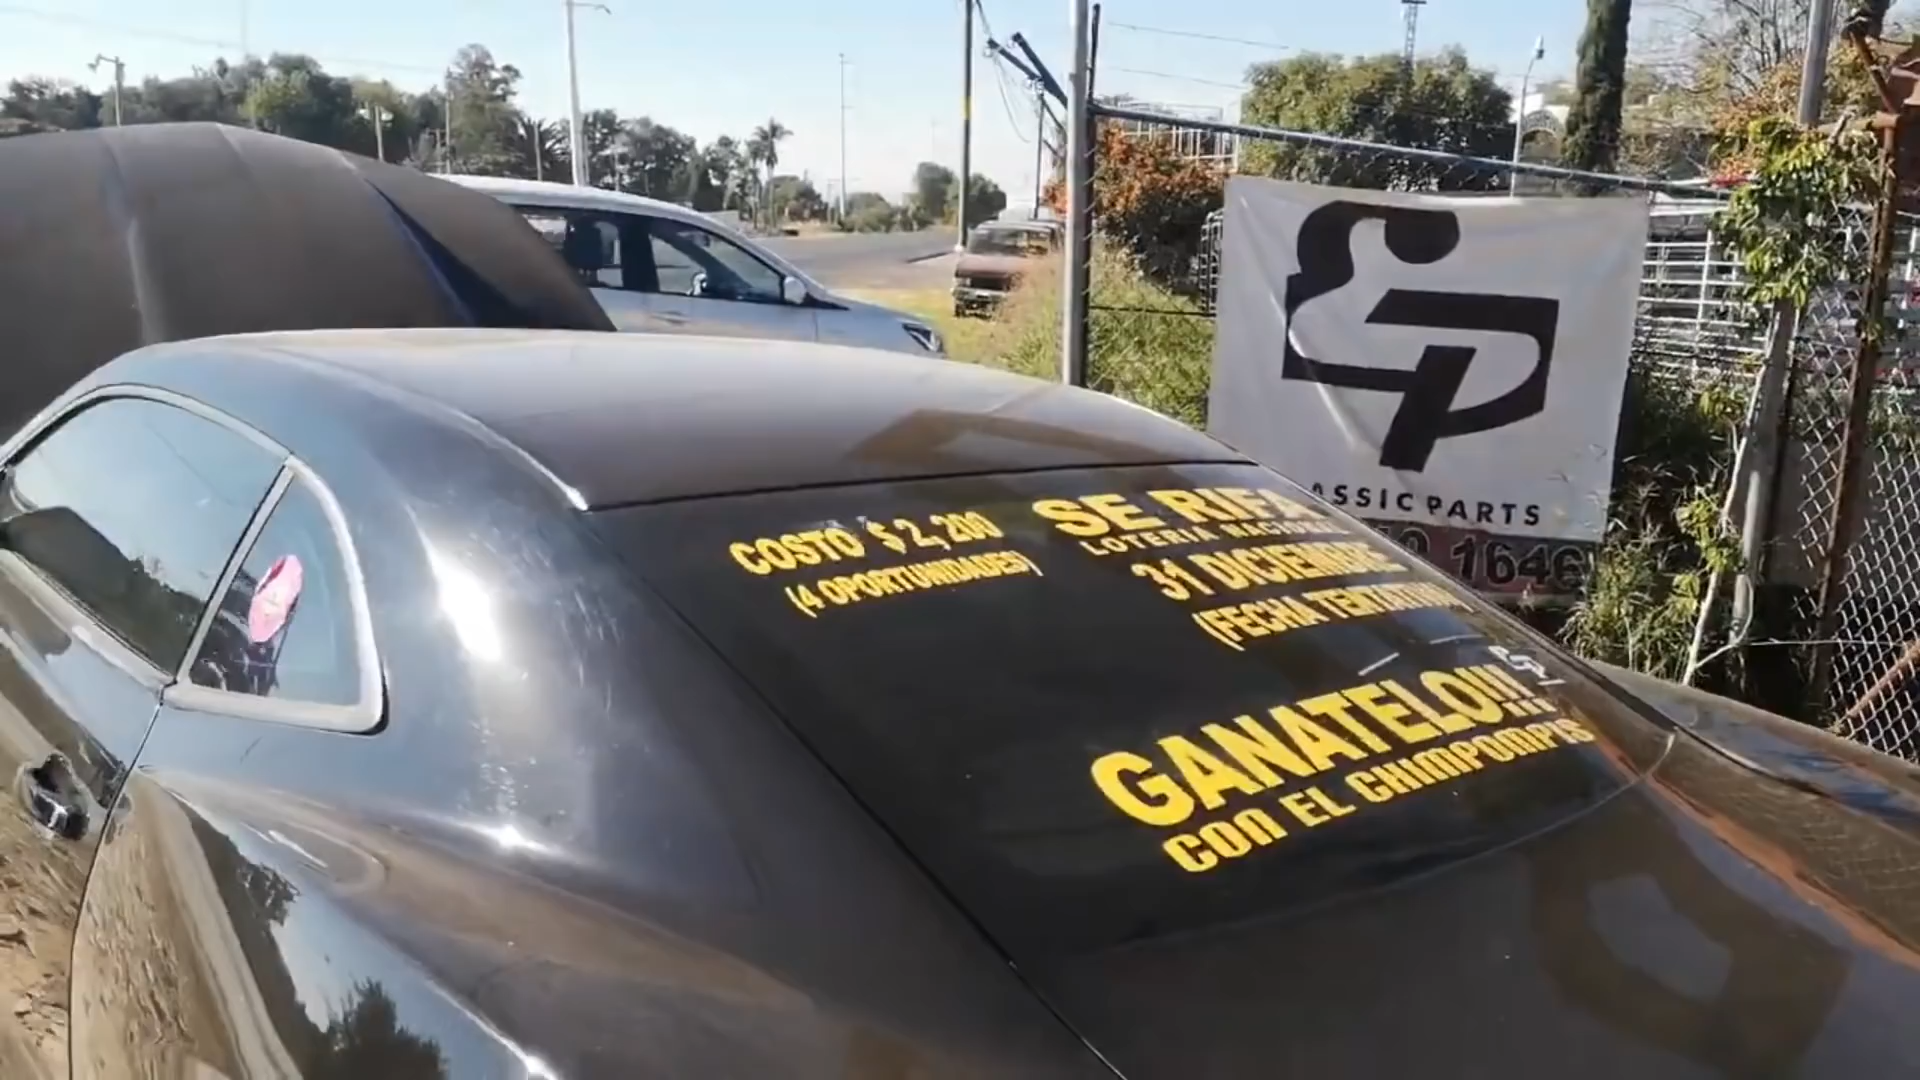 COSTO $2,200
(4 OPORTUNIDADES)
SE RIFA
LOTERIA NACIONAL
31 DICIEMBRE
(FECHA TENTATIVA)
GANATELO!!!
CON EL CHIMPOMPIS
ASSIC PARTS
1646